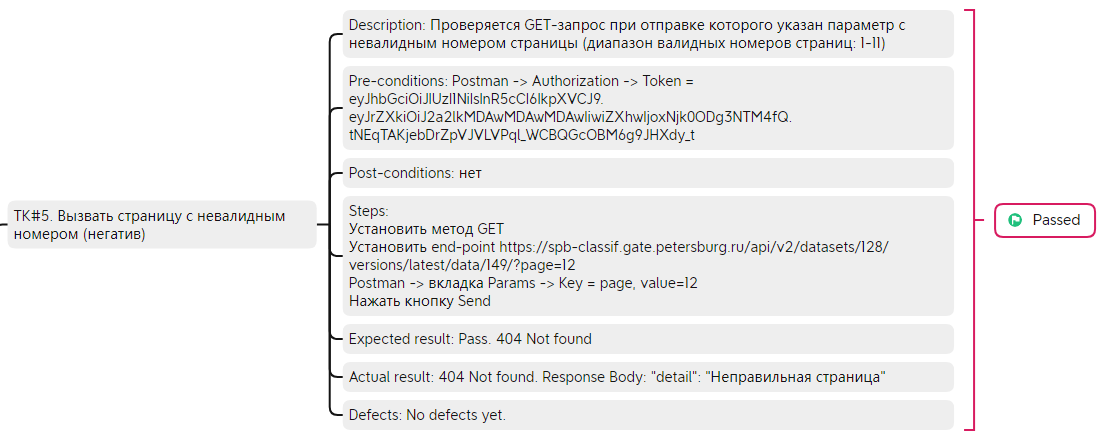 ТК#5. Вызвать страницу с невалидным
номером (негатив)
Description: Проверяется GET-запрос при отправке которого указан параметр с
невалидным номером страницы (диапазон валидных номеров страниц: 1-11)
Pre-conditions: Postman -> Authorization -> Token =
eyJhbGciOiJIUzI1NiIsInR5cCI6IkpXVCJ9.
eyJrZXkiOiJ2a2lkMDAwMDAwMDAwIiwiZXhwIjoxNjk0ODg3NTM4fQ.
tNEqTAKjebDrZpVJVLVPqI_WCBQGcOBM6g9JHXdy_t
Post-conditions: нет
Steps:
Установить метод GET
Установить end-point https://spb-classif.gate.petersburg.ru/api/v2/datasets/128/
versions/latest/data/149/?page=12
Postman -> вкладка Params -> Key = page, value=12
Нажать кнопку Send
Expected result: Pass. 404 Not found
Actual result: 404 Not found. Response Body: "detail": "Неправильная страница"
Defects: No defects yet.
Passed